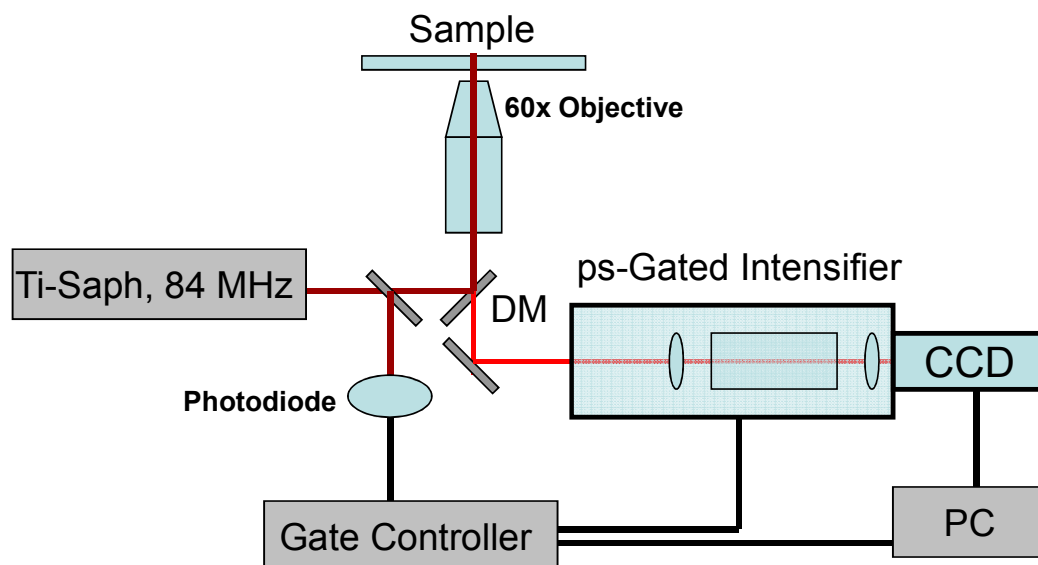 Sample
60x Objective
Ti-Saph, 84 MHz
DM
ps-Gated Intensifier
CCD
Photodiode
Gate Controller
PC